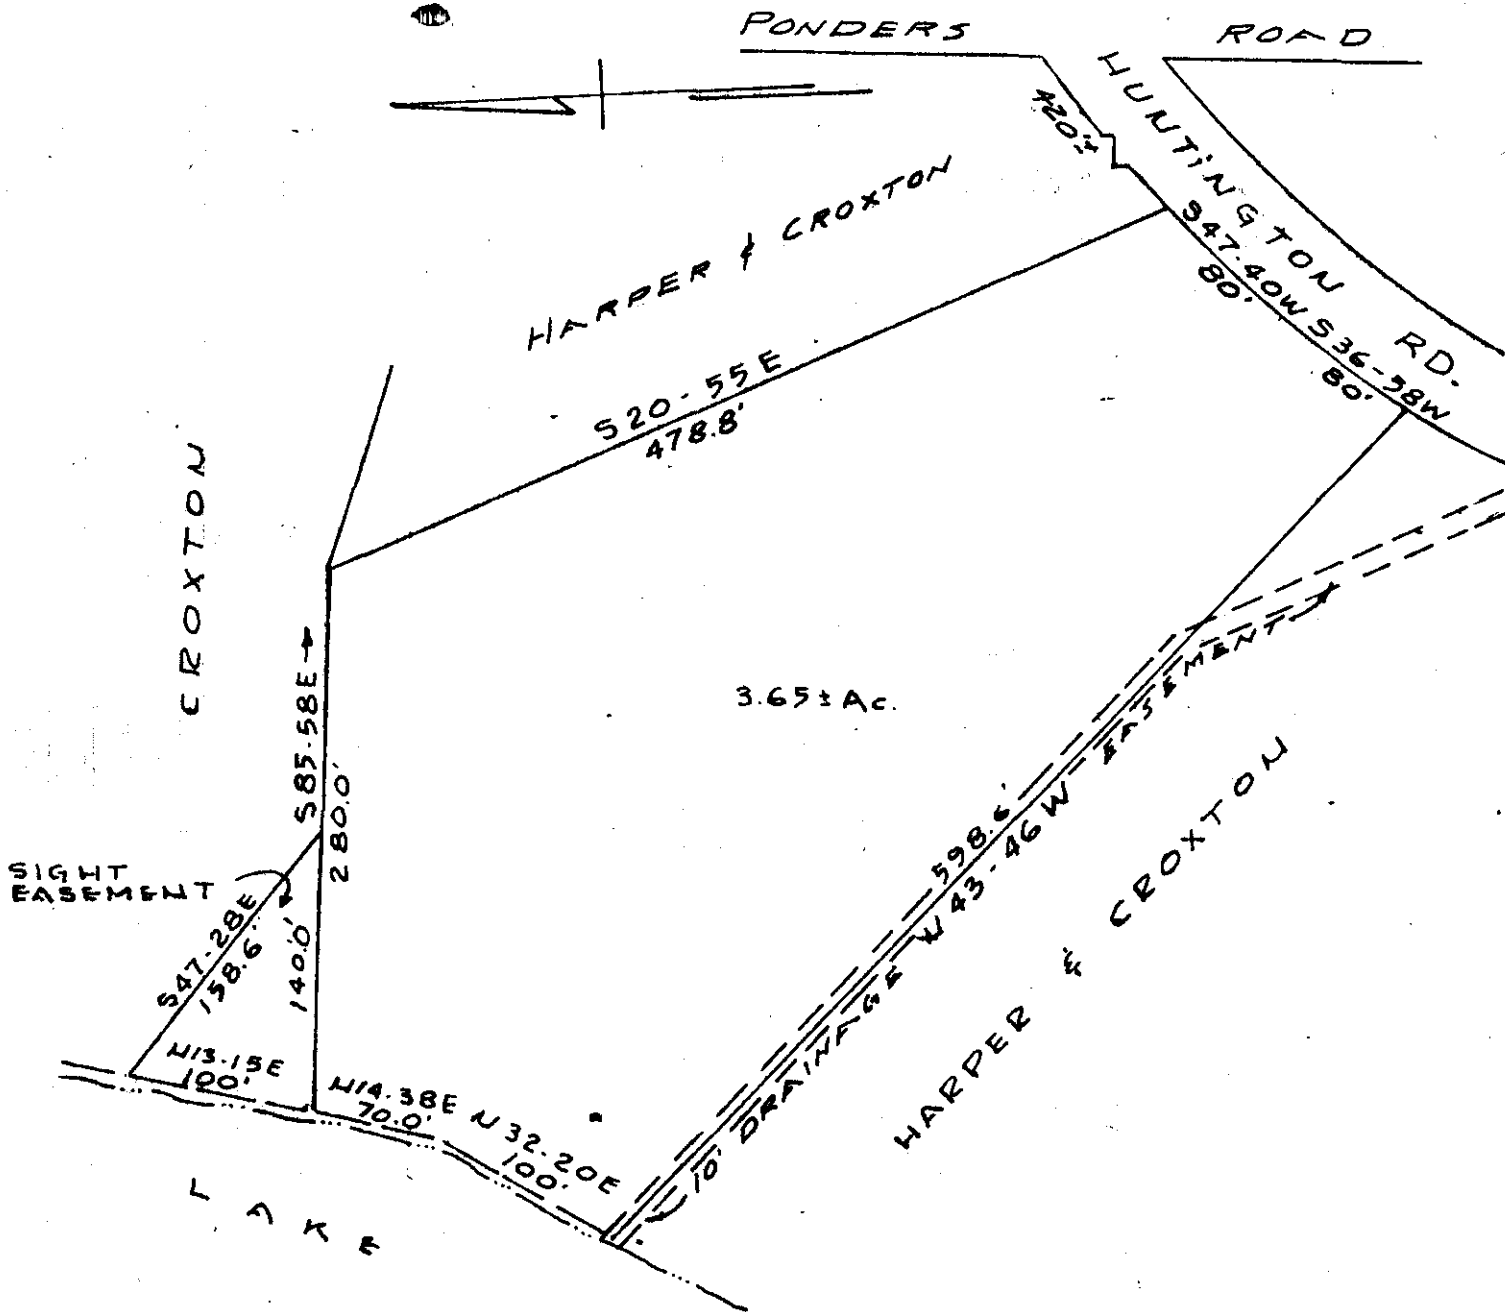 PONDERS ROAD
HUNTINGTON RD.
420'±
S47-40W
80'
S36-58W
80'
HARPER & CROXTON
S20-55E
478.8'
CROXTON
S85-58E
280.0'
3.65± Ac.
SIGHT
EASEMENT
S47-28E
158.6'
140.0'
N13-15E
100'
N14-38E
70.0'
N32-20E
100'
598.6'
N43-46W
10' DRAINAGE EASEMENT
HARPER & CROXTON
LAKE